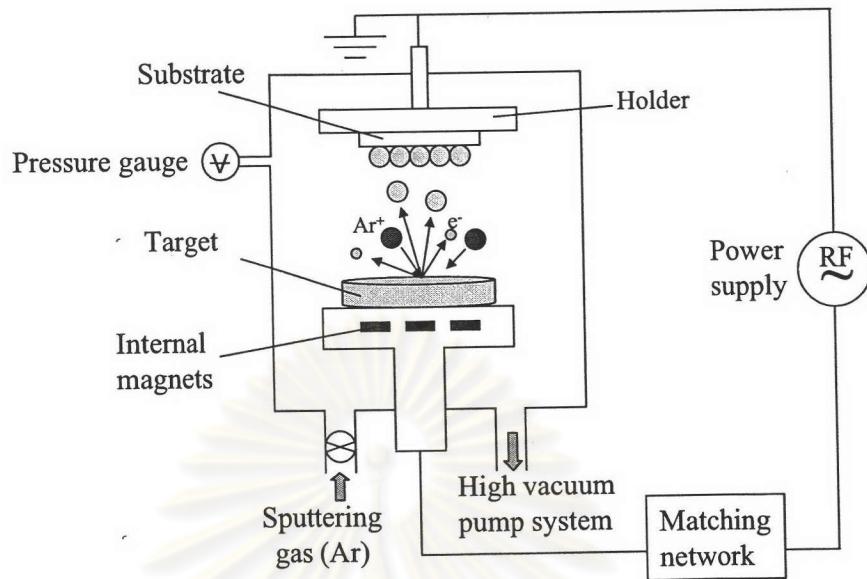 Substrate
Holder
Pressure gauge
Ar⁺
e⁻
Target
Power
supply
RF
Internal
magnets
Sputtering
gas (Ar)
High vacuum
pump system
Matching
network